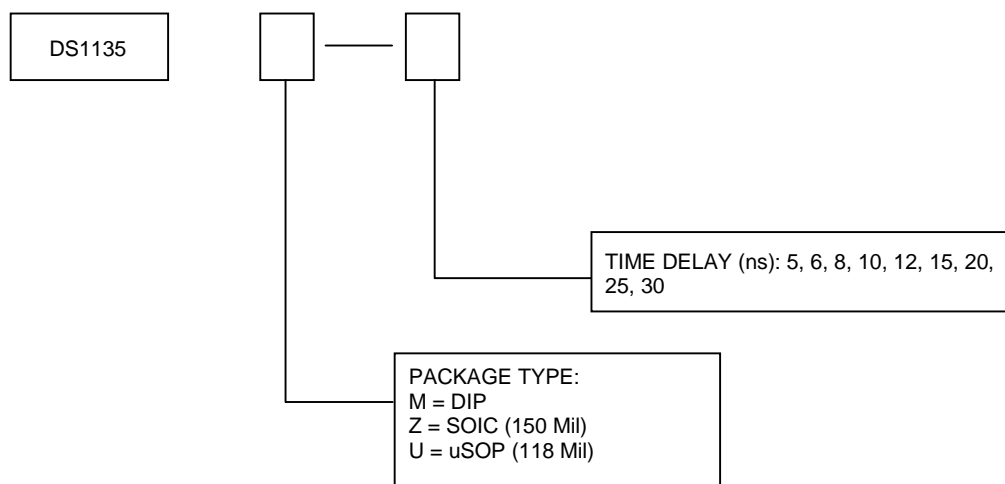 DS1135
TIME DELAY (ns): 5, 6, 8, 10, 12, 15, 20,
25, 30
PACKAGE TYPE:
M = DIP
Z = SOIC (150 Mil)
U = uSOP (118 Mil)